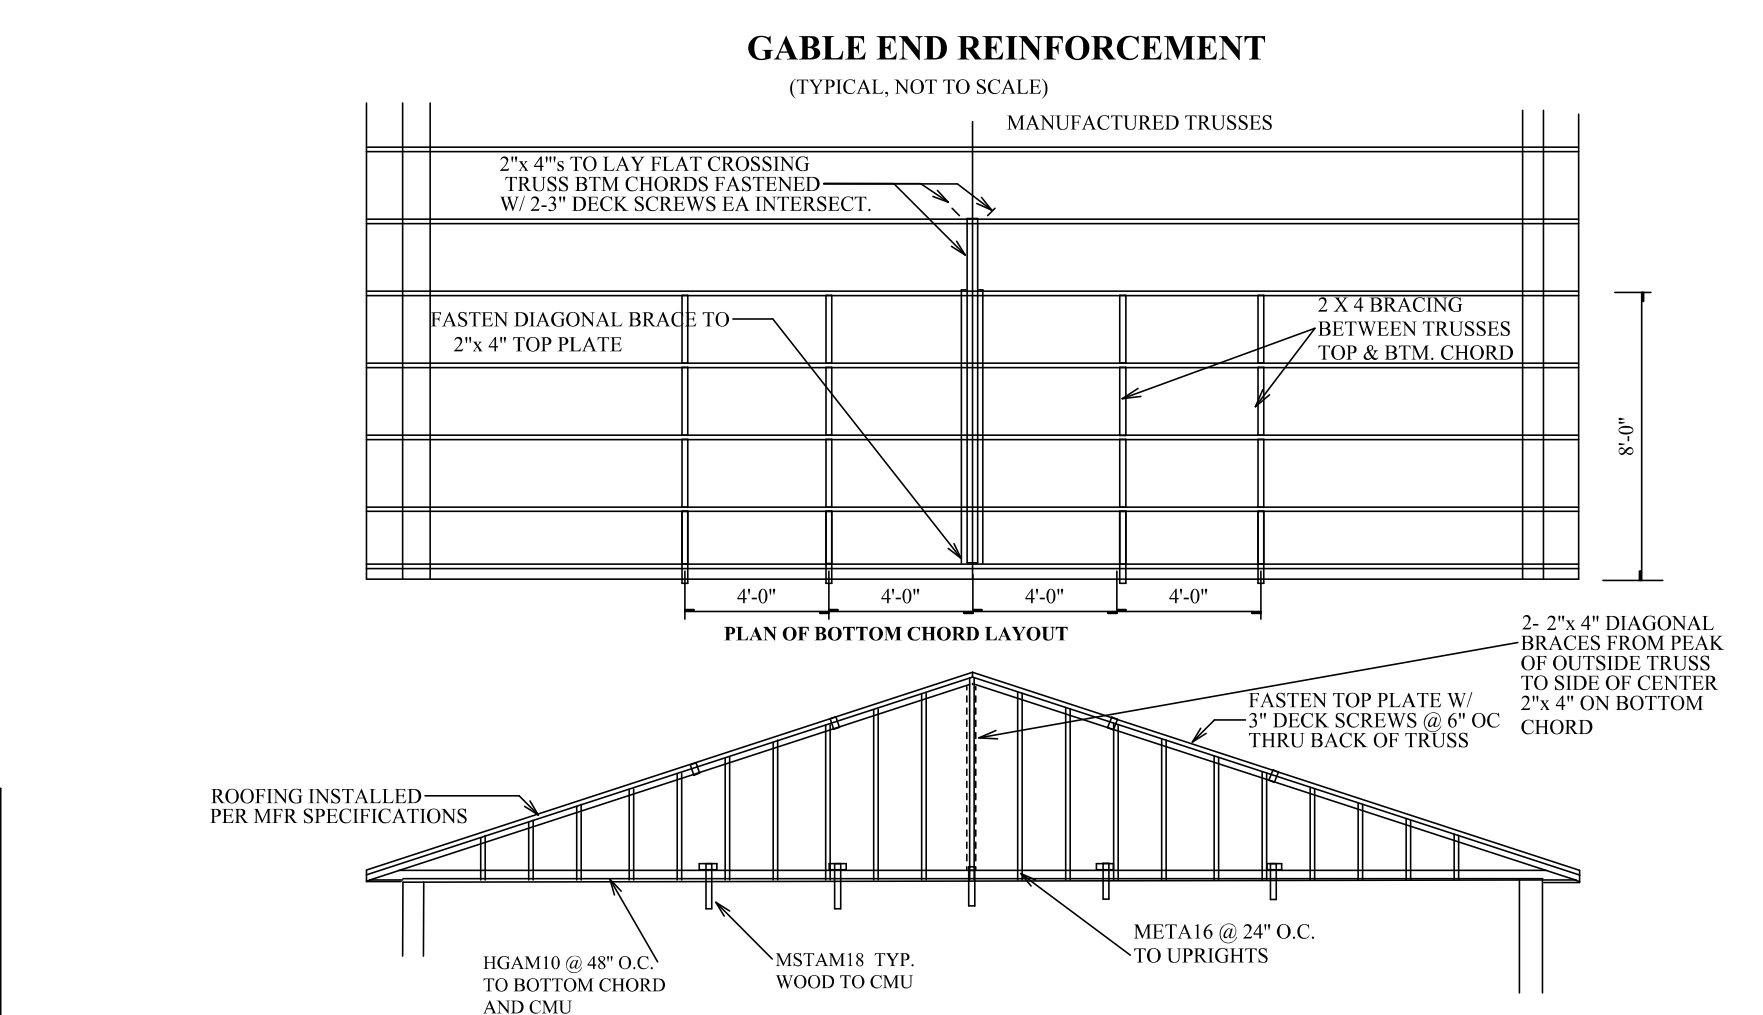 GABLE END REINFORCEMENT
(TYPICAL, NOT TO SCALE)
MANUFACTURED TRUSSES
2"x 4"'s TO LAY FLAT CROSSING
TRUSS BTM CHORDS FASTENED
W/ 2-3" DECK SCREWS EA INTERSECT.
FASTEN DIAGONAL BRACE TO
2"x 4" TOP PLATE
2 X 4 BRACING
BETWEEN TRUSSES
TOP & BTM. CHORD
8'-0"
4'-0"
4'-0"
4'-0"
4'-0"
PLAN OF BOTTOM CHORD LAYOUT
2- 2"x 4" DIAGONAL
BRACES FROM PEAK
OF OUTSIDE TRUSS
TO SIDE OF CENTER
2"x 4" ON BOTTOM
CHORD
FASTEN TOP PLATE W/
3" DECK SCREWS @ 6" OC
THRU BACK OF TRUSS
ROOFING INSTALLED
PER MFR SPECIFICATIONS
HGAM10 @ 48" O.C.
TO BOTTOM CHORD
AND CMU
MSTAM18 TYP.
WOOD TO CMU
META16 @ 24" O.C.
TO UPRIGHTS